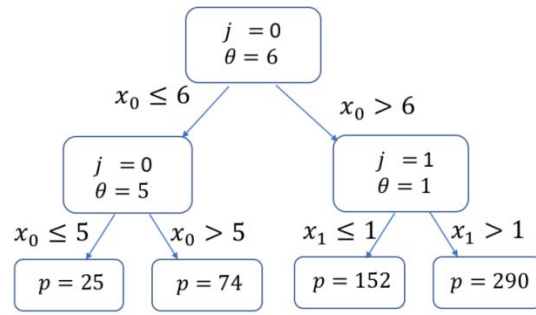 j = 0
θ = 6
x₀ ≤ 6
x₀ > 6
j = 0
θ = 5
j = 1
θ = 1
x₀ ≤ 5
x₀ > 5
x₁ ≤ 1
x₁ > 1
p = 25
p = 74
p = 152
p = 290